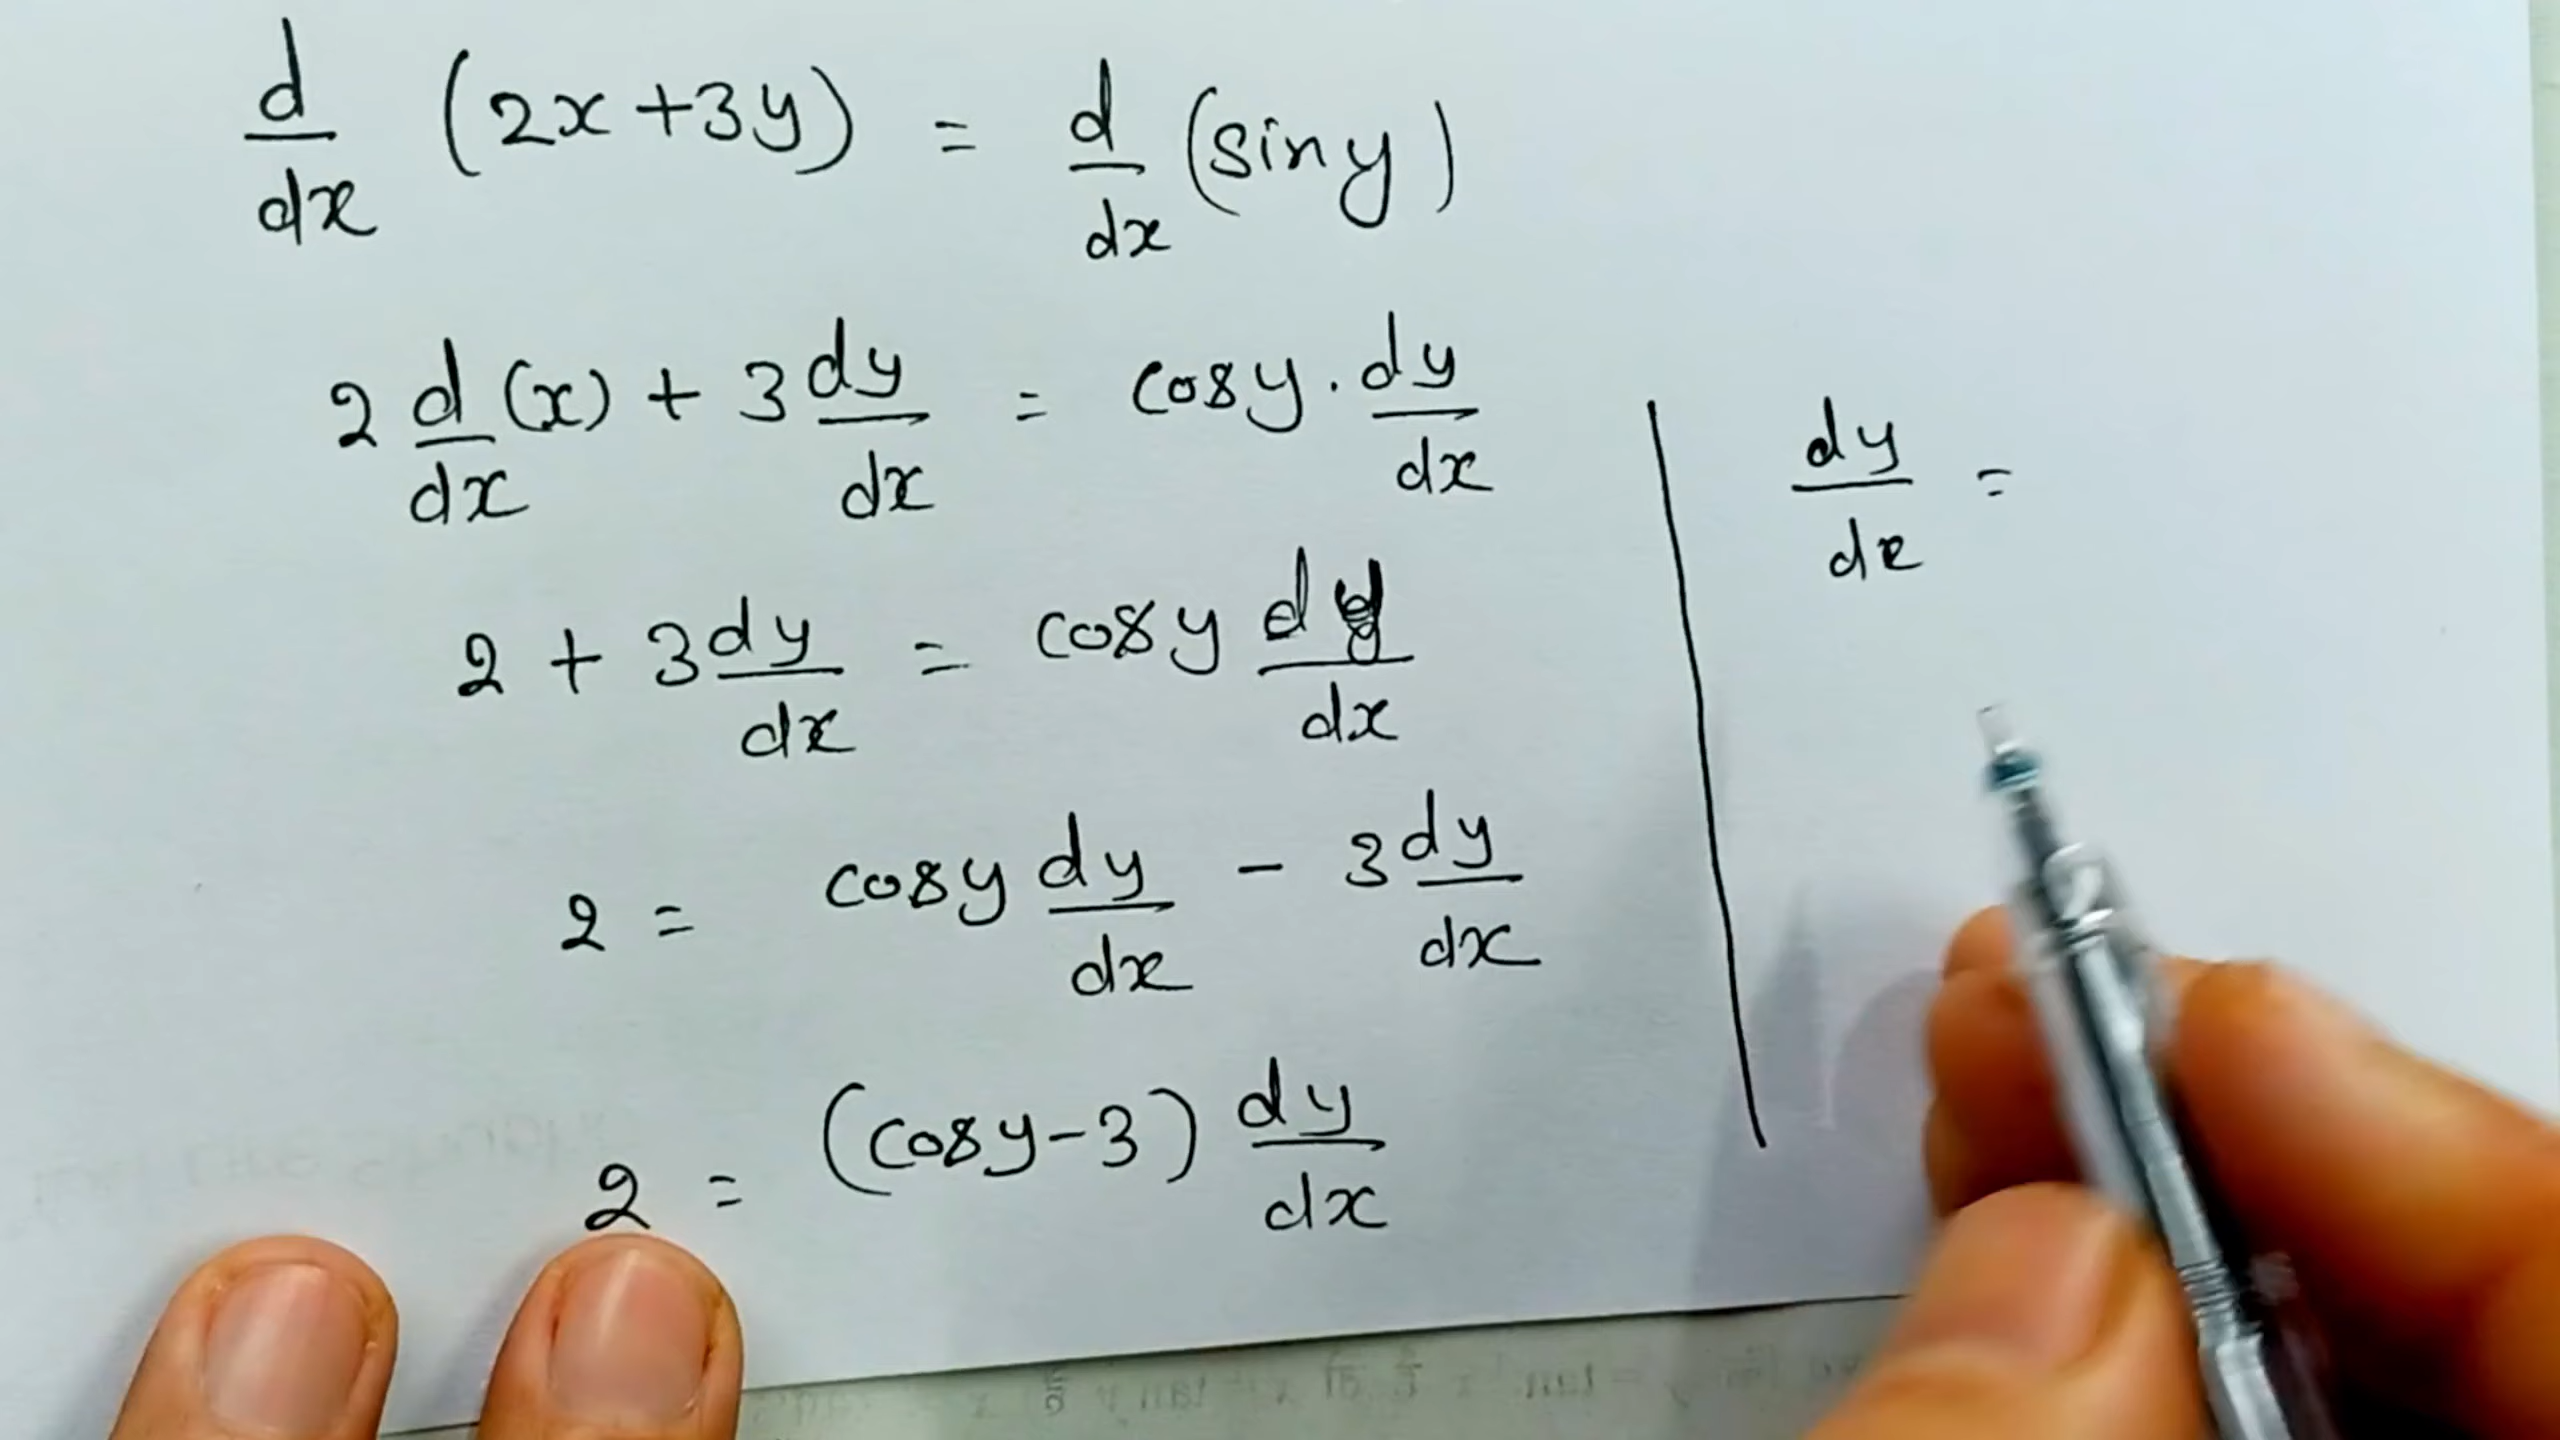 d/dx (2x+3y) = d/dx (siny)
2 d/dx (x) + 3 dy/dx = cosy . dy/dx
2 + 3 dy/dx = cosy dy/dx
2 = cosy dy/dx - 3 dy/dx
2 = (cosy-3) dy/dx
dy/dx =